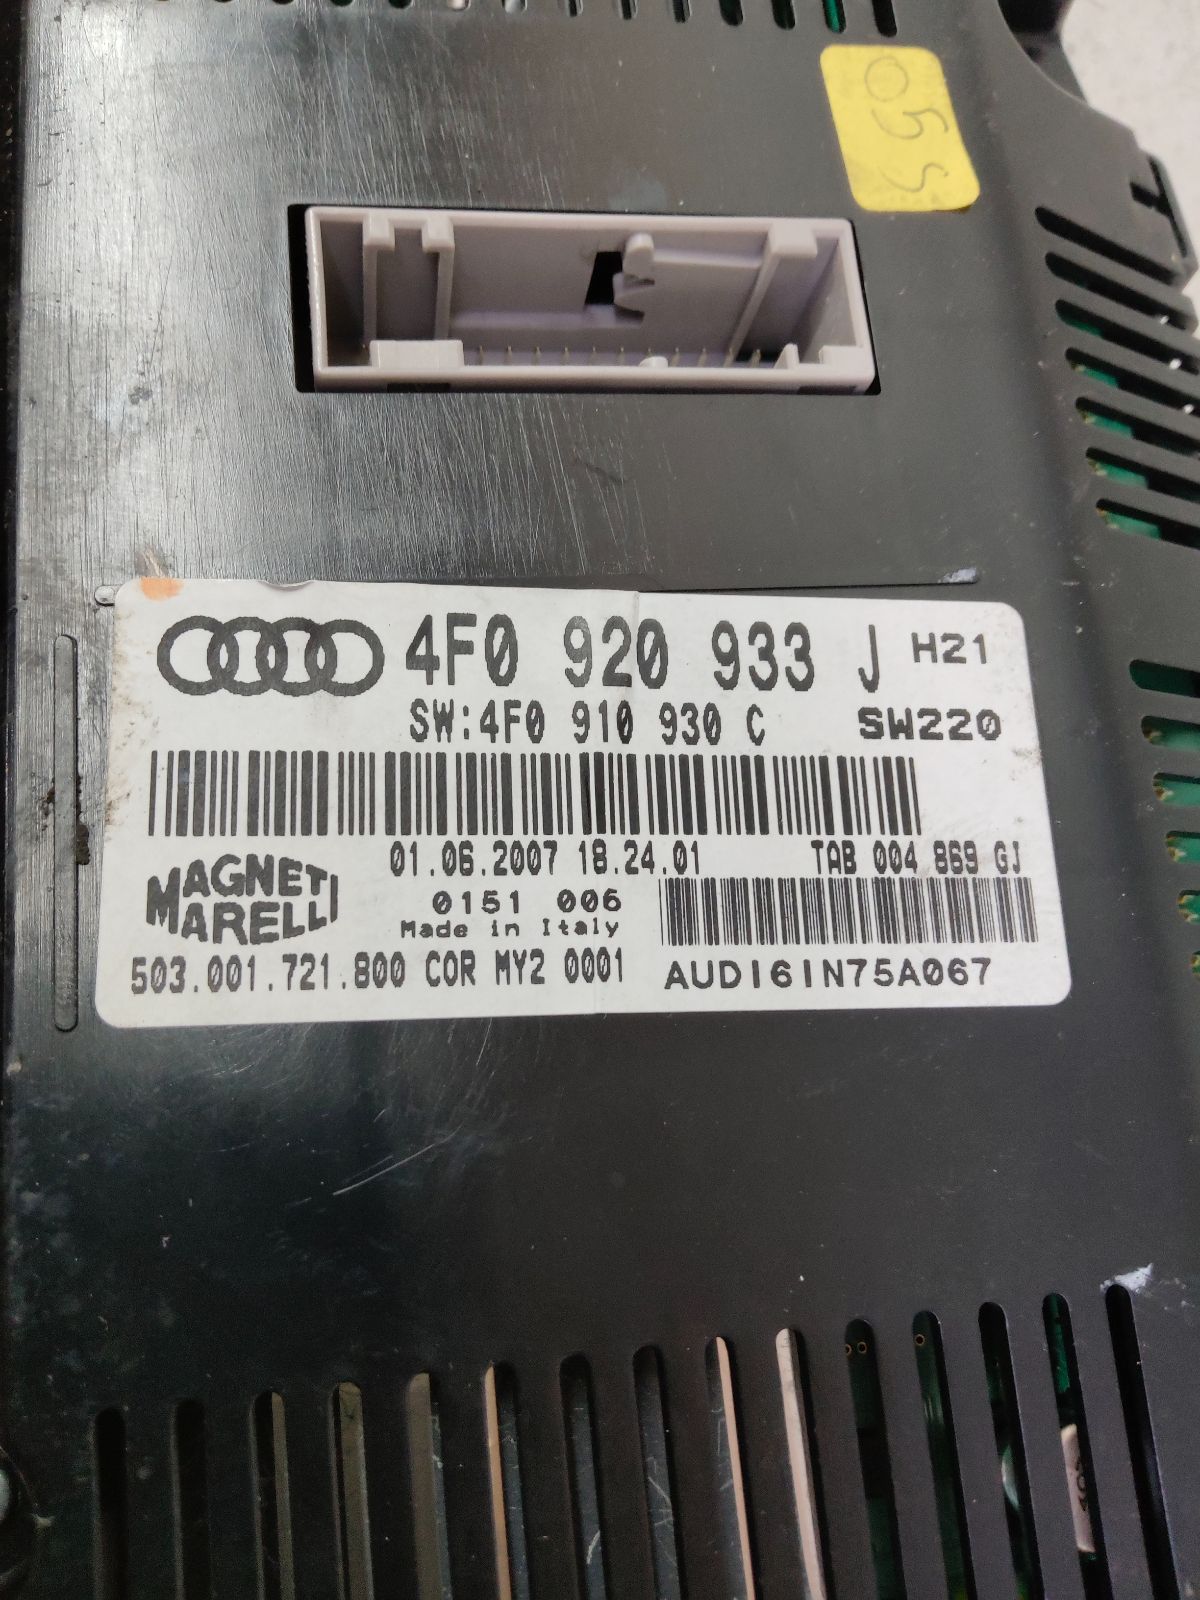 05S
4F0 920 933 J H21
SW:4F0 910 930 C SW220
01.06.2007 18.24.01 TAB 004 869 GJ
MAGNETI
MARELLI
0151 006
Made in Italy
503.001.721.800 COR MY2 0001
AUDI6IN75A067